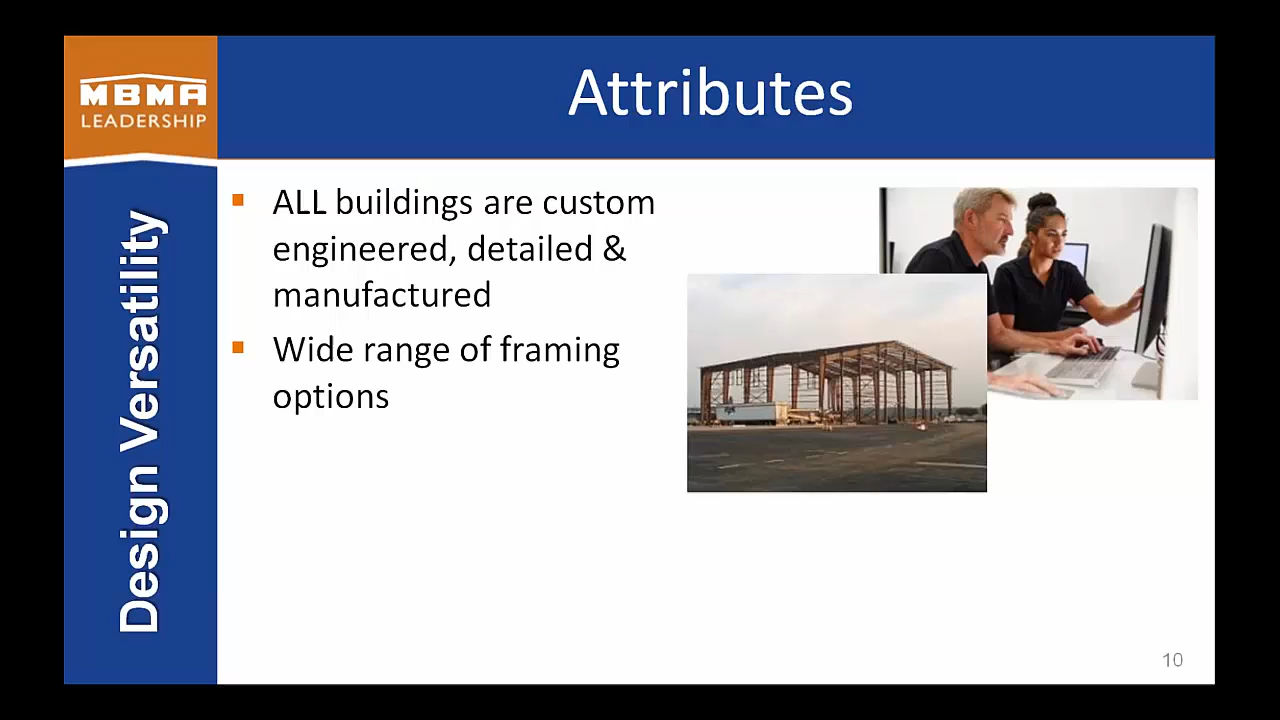 MBMA
LEADERSHIP
Attributes
Design Versatility
ALL buildings are custom
engineered, detailed &
manufactured
Wide range of framing
options
10